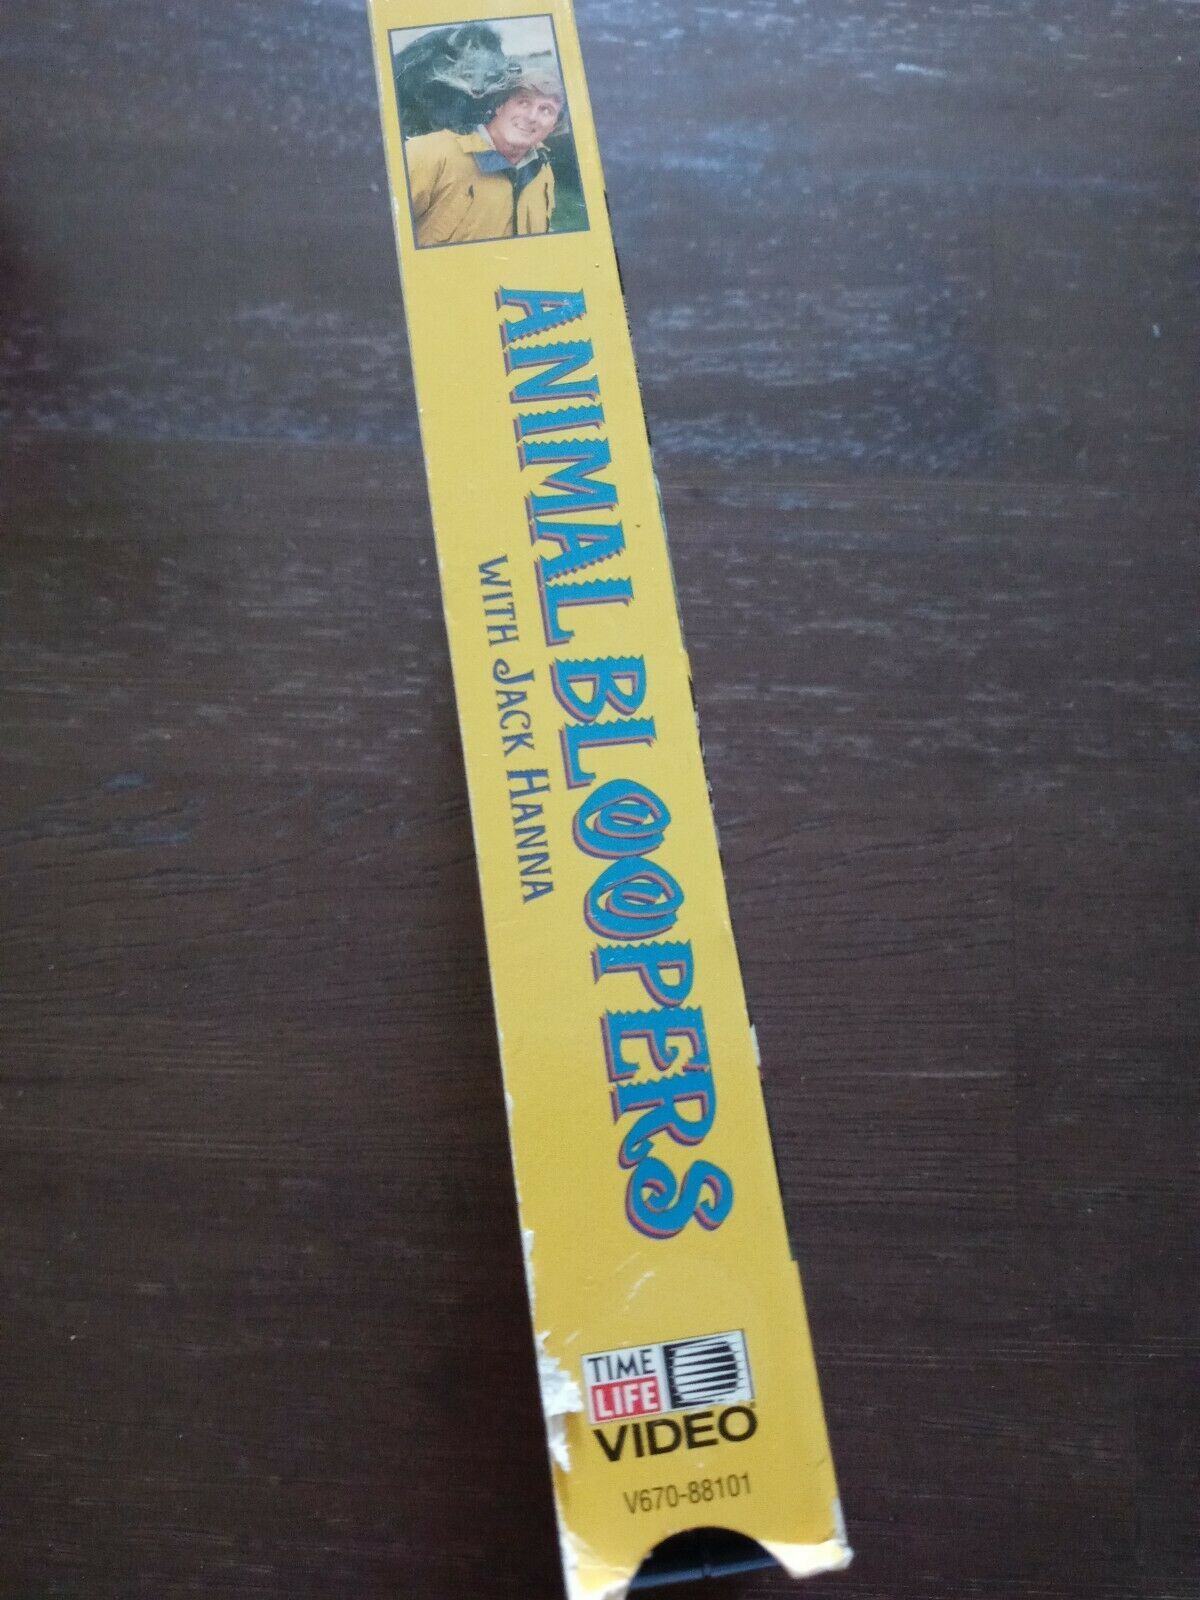 ANIMAL BLOOPERS
WITH JACK HANNA
TIME
LIFE
VIDEO
V670-88101